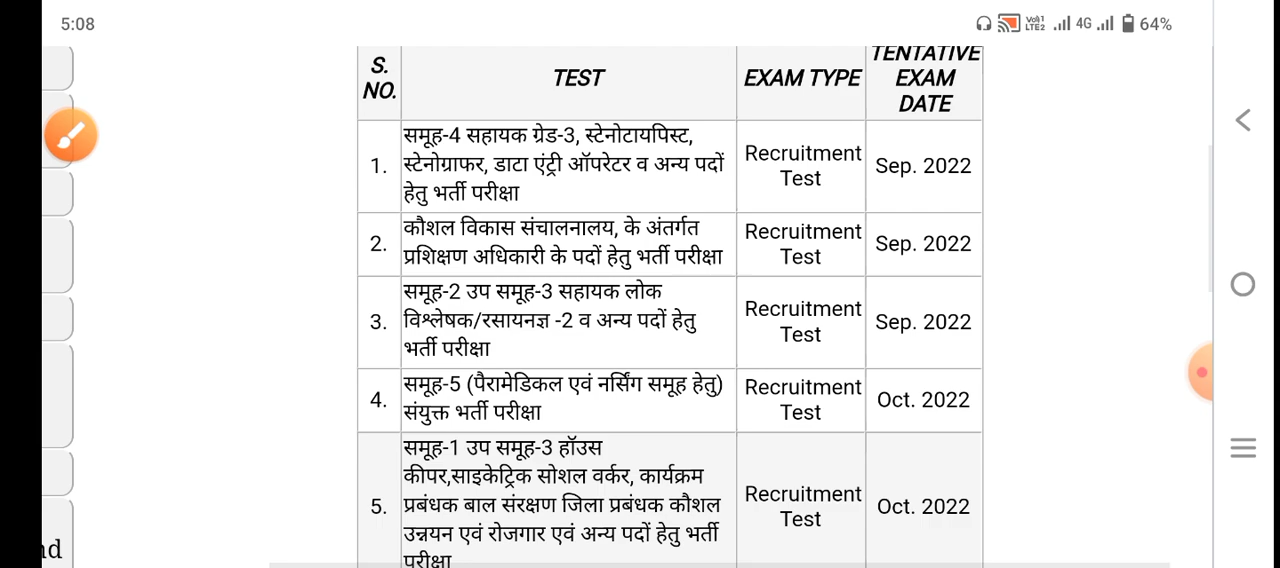 5:08
Vo)) 1
LTE2
4G
64%
S.
NO.
TEST
EXAM TYPE
TENTATIVE
EXAM
DATE
1.
समूह-4 सहायक ग्रेड-3, स्टेनोटायपिस्ट,
स्टेनोग्राफर, डाटा एंट्री ऑपरेटर व अन्य पदों
हेतु भर्ती परीक्षा
Recruitment
Test
Sep. 2022
2.
कौशल विकास संचालनालय, के अंतर्गत
प्रशिक्षण अधिकारी के पदों हेतु भर्ती परीक्षा
Recruitment
Test
Sep. 2022
3.
समूह-2 उप समूह-3 सहायक लोक
विश्लेषक/रसायनज्ञ -2 व अन्य पदों हेतु
भर्ती परीक्षा
Recruitment
Test
Sep. 2022
4.
समूह-5 (पैरामेडिकल एवं नर्सिंग समूह हेतु)
संयुक्त भर्ती परीक्षा
Recruitment
Test
Oct. 2022
5.
समूह-1 उप समूह-3 हॉउस
कीपर,साइकेट्रिक सोशल वर्कर, कार्यक्रम
प्रबंधक बाल संरक्षण जिला प्रबंधक कौशल
उन्नयन एवं रोजगार एवं अन्य पदों हेतु भर्ती
परीक्षा
Recruitment
Test
Oct. 2022